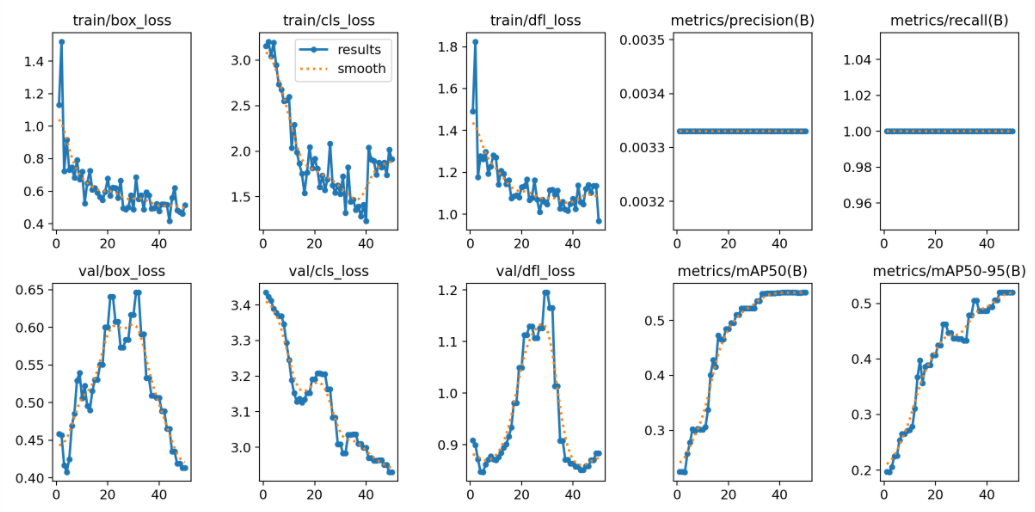 train/box_loss
1.4
1.2
1.0
0.8
0.6
0.4
0 20 40
train/cls_loss
results
smooth
3.0
2.5
2.0
1.5
0 20 40
train/dfl_loss
1.8
1.6
1.4
1.2
1.0
0 20 40
metrics/precision(B)
0.0035
0.0034
0.0033
0.0032
0 20 40
metrics/recall(B)
1.04
1.02
1.00
0.98
0.96
0 20 40
val/box_loss
0.65
0.60
0.55
0.50
0.45
0.40
0 20 40
val/cls_loss
3.4
3.3
3.2
3.1
3.0
0 20 40
val/dfl_loss
1.2
1.1
1.0
0.9
0 20 40
metrics/mAP50(B)
0.5
0.4
0.3
0 20 40
metrics/mAP50-95(B)
0.5
0.4
0.3
0.2
0 20 40